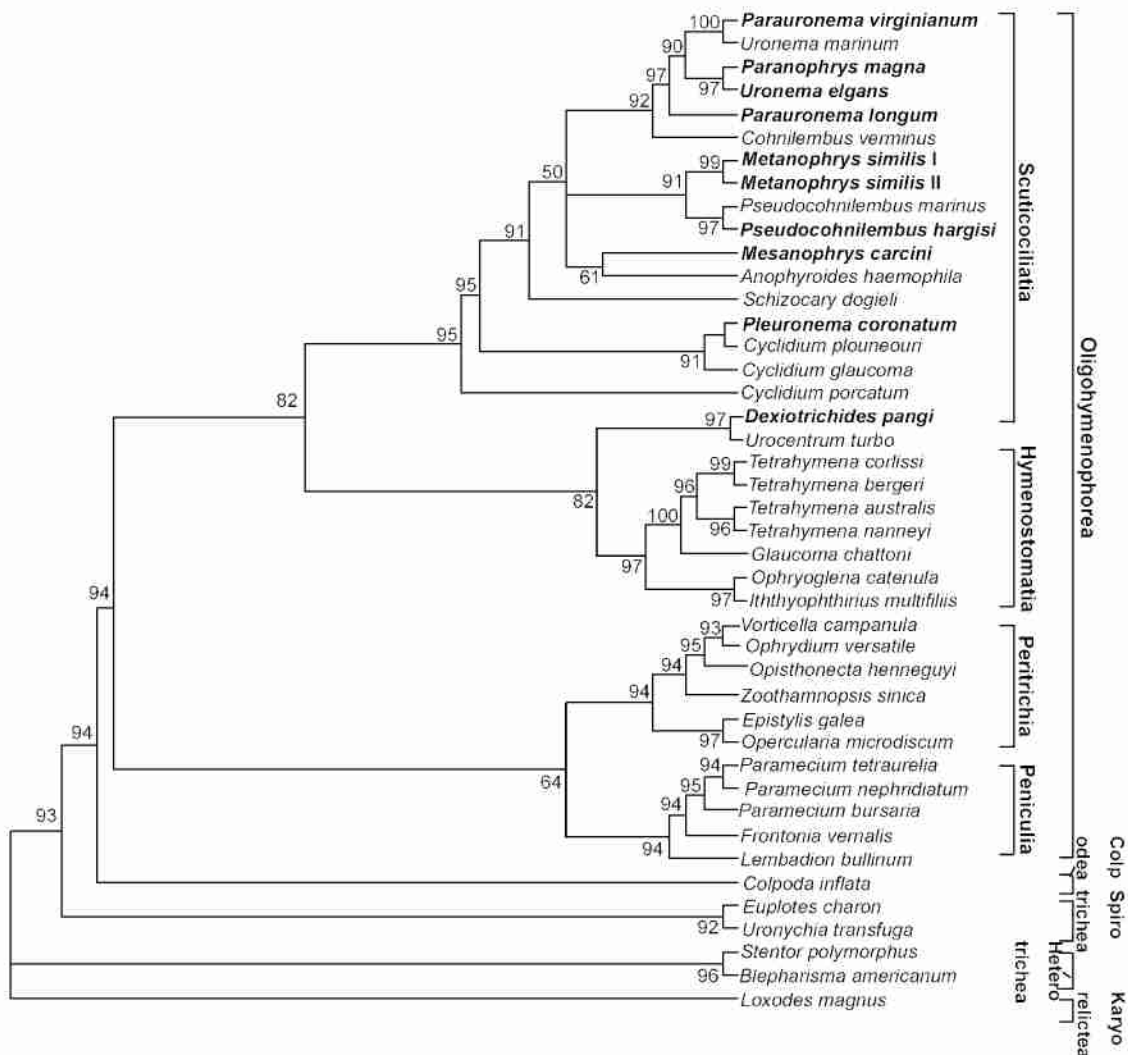 100
Parauronema virginianum
Uronema marinum
90
Paranophrys magna
97
97
Uronema elgans
92
Parauronema longum
Cohnilembus verminus
99
Metanophrys similis I
50
91
Metanophrys similis II
Pseudocohnilembus marinus
97
Pseudocohnilembus hargisi
91
Mesanophrys carcini
61
Anophyroides haemophila
95
Schizocary dogieli
Pleuronema coronatum
95
Cyclidium plouneouri
91
Cyclidium glaucoma
82
Cyclidium porcatum
97
Dexiotrichides pangi
Urocentrum turbo
99
Tetrahymena corlissi
96
Tetrahymena bergeri
82
Tetrahymena australis
100
96
Tetrahymena nanneyi
97
Glaucoma chattoni
Ophryoglena catenula
97
Iththyophthirius multifiliis
94
93
Vorticella campanula
95
Ophrydium versatile
94
Opisthonecta henneguyi
94
Zoothamnopsis sinica
Epistylis galea
94
97
Opercularia microdiscum
64
94
Paramecium tetraurelia
95
Paramecium nephridiatum
94
Paramecium bursaria
93
Frontonia vernalis
94
Lembadion bullinum
Colpoda inflata
Euplotes charon
92
Uronychia transfuga
Stentor polymorphus
96
Blepharisma americanum
Loxodes magnus
Scuticociliatia
Hymenostomatia
Peritrichia
Peniculia
Oligohymenophorea
Colp
odea
Spiro
trichea
Hetero
trichea
Karyo
relictea